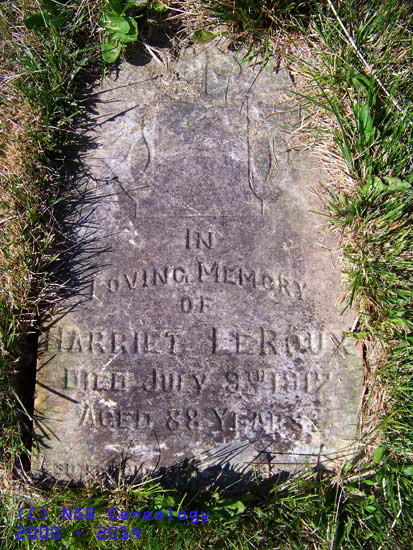 IN
LOVING MEMORY
OF
HARRIET LEROUX
DIED JULY 9TH 1917
AGED 88 YEARS
(C) NGB Genealogy
2000 - 2014